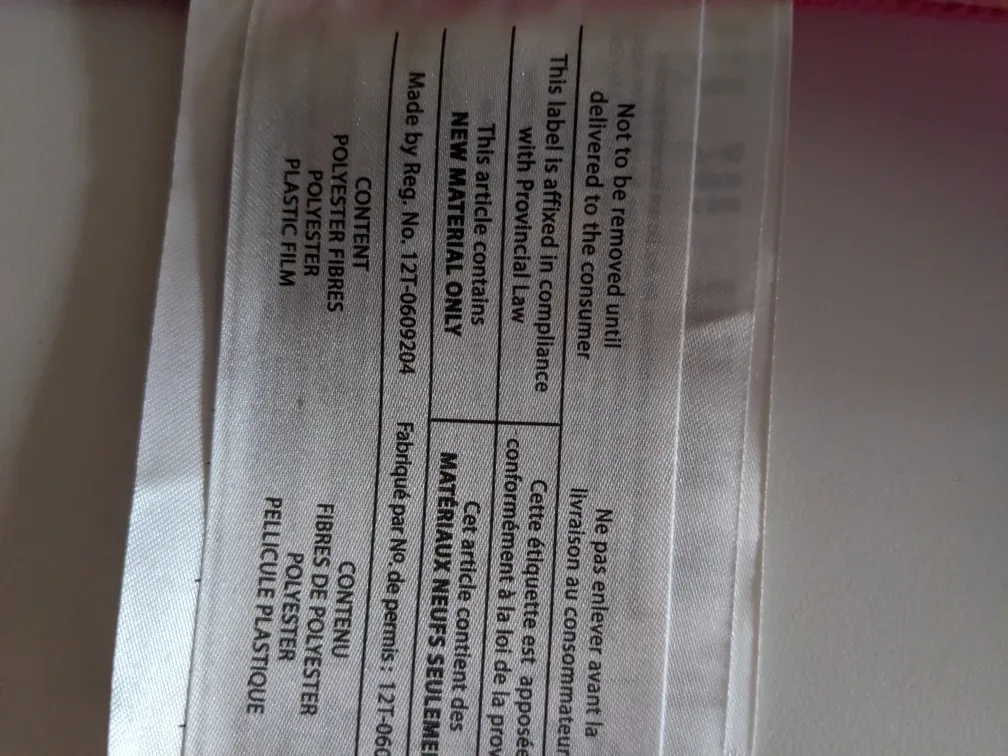 Not to be removed until
delivered to the consumer
This label is affixed in compliance
with Provincial Law
This article contains
NEW MATERIAL ONLY
Made by Reg. No. 12T-0609204
CONTENT
POLYESTER FIBRES
POLYESTER
PLASTIC FILM
Ne pas enlever avant la
livraison au consommateur
Cette étiquette est apposée
conformément à la loi de la prov
Cet article contient des
MATÉRIAUX NEUFS SEULEME
Fabriqué par No. de permis : 12T-060
CONTENU
FIBRES DE POLYESTER
POLYESTER
PELLICULE PLASTIQUE